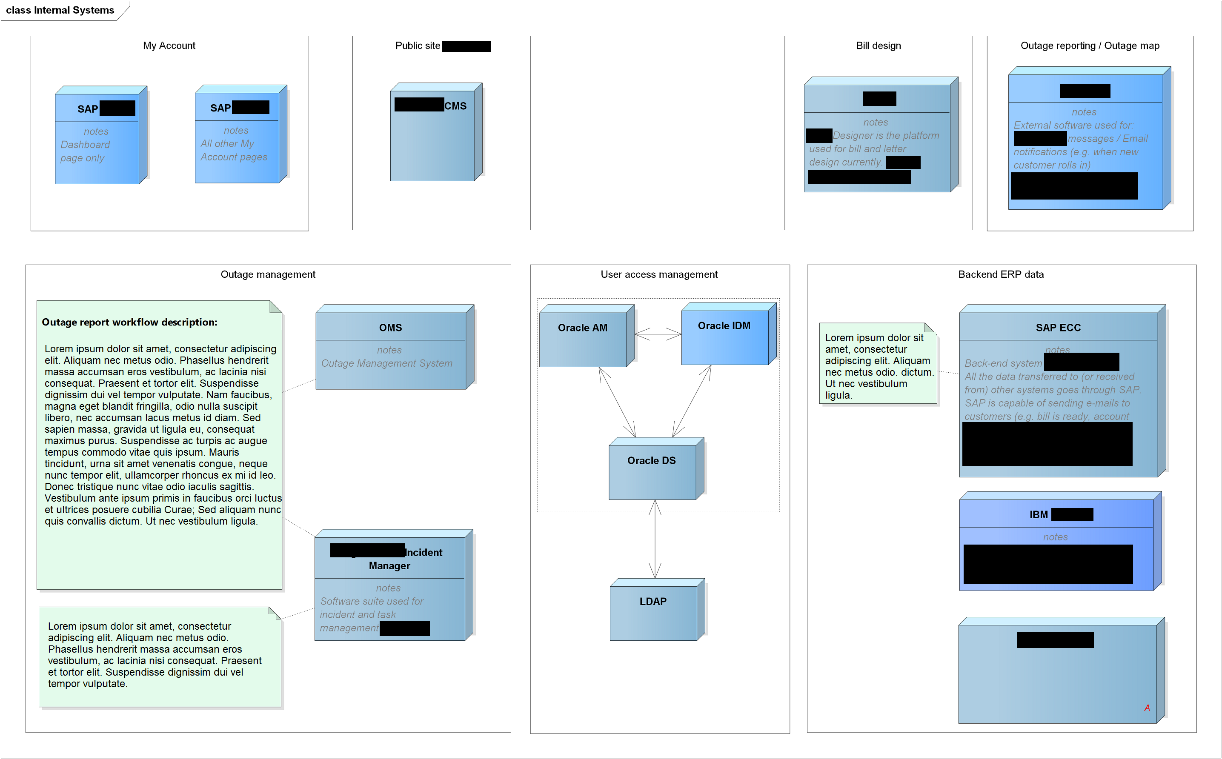 class Internal Systems
My Account
SAP
notes
Dashboard
page only
SAP
notes
All other My
Account pages
Public site
CMS
Bill design
notes
Designer is the platform
used for bill and letter
design currently
Outage reporting / Outage map
notes
External software used for
messages / Email
notifications (e.g. when new
customer rolls in)
Outage management
Outage report workflow description:
Lorem ipsum dolor sit amet, consectetur adipiscing
elit. Aliquam nec metus odio. Phasellus hendrerit
massa accumsan eros vestibulum, ac lacinia nisi
consequat. Praesent et tortor elit. Suspendisse
dignissim dui vel tempor vulputate. Nam faucibus,
magna eget blandit fringilla, odio nulla suscipit
libero, nec accumsan lacus metus id diam. Sed
sapien massa, gravida ut ligula eu, consequat
maximus purus. Suspendisse ac turpis ac augue
tempus commodo vitae quis ipsum. Mauris
tincidunt, urna sit amet venenatis congue, neque
nunc tempor elit, ullamcorper rhoncus ex mi id leo.
Donec tristique nunc vitae odio iaculis sagittis.
Vestibulum ante ipsum primis in faucibus orci luctus
et ultrices posuere cubilia Curae; Sed aliquam nunc
quis convallis dictum. Ut nec vestibulum ligula.
OMS
notes
Outage Management System
Incident
Manager
notes
Software suite used for
incident and task
management
Lorem ipsum dolor sit amet, consectetur
adipiscing elit. Aliquam nec metus odio.
Phasellus hendrerit massa accumsan eros
vestibulum, ac lacinia nisi consequat. Praesent
et tortor elit. Suspendisse dignissim dui vel
tempor vulputate.
User access management
Oracle AM
Oracle IDM
Oracle DS
LDAP
Backend ERP data
Lorem ipsum dolor sit
amet, consectetur
adipiscing elit. Aliquam
nec metus odio. dictum.
Ut nec vestibulum
ligula.
SAP ECC
notes
Back-end system
All the data transferred to (or received
from) other systems goes through SAP.
SAP is capable of sending e-mails to
customers (e.g. bill is ready, account
IBM
notes
A